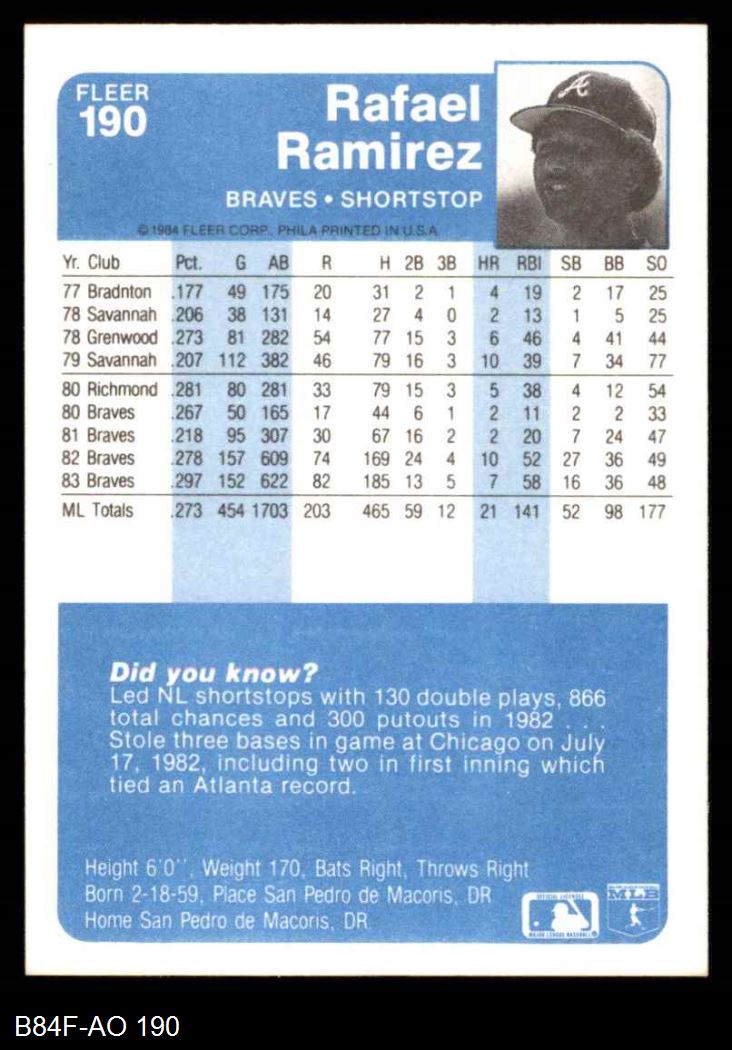 FLEER
190
Rafael
Ramirez
BRAVES • SHORTSTOP
© 1984 FLEER CORP., PHILA PRINTED IN U.S.A
Yr. Club Pct. G AB R H 2B 3B HR RBI SB BB SO
77 Bradnton .177 49 175 20 31 2 1 4 19 2 17 25
78 Savannah .206 38 131 14 27 4 0 2 13 1 5 25
78 Grenwood .273 81 282 54 77 15 3 6 46 4 41 44
79 Savannah .207 112 382 46 79 16 3 10 39 7 34 77
80 Richmond .281 80 281 33 79 15 3 5 38 4 12 54
80 Braves .267 50 165 17 44 6 1 2 11 2 2 33
81 Braves .218 95 307 30 67 16 2 2 20 7 24 47
82 Braves .278 157 609 74 169 24 4 10 52 27 36 49
83 Braves .297 152 622 82 185 13 5 7 58 16 36 48
ML Totals .273 454 1703 203 465 59 12 21 141 52 98 177
Did you know?
Led NL shortstops with 130 double plays, 866
total chances and 300 putouts in 1982 . . .
Stole three bases in game at Chicago on July
17, 1982, including two in first inning which
tied an Atlanta record.
Height 6'0'', Weight 170, Bats Right, Throws Right
Born 2-18-59, Place San Pedro de Macoris, DR
Home San Pedro de Macoris, DR
OFFICIAL LICENSEE
MAJOR LEAGUE BASEBALL
MLB
B84F-AO 190